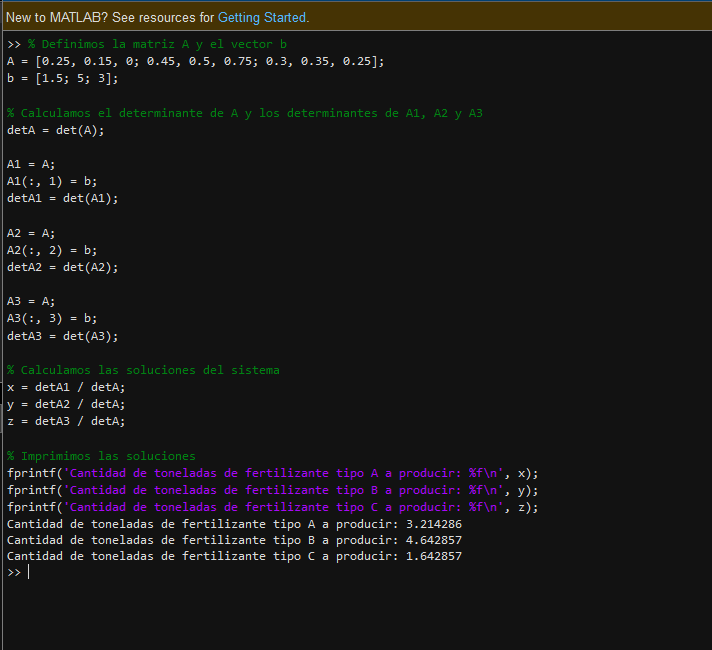 New to MATLAB? See resources for Getting Started.
>> % Definimos la matriz A y el vector b
A = [0.25, 0.15, 0; 0.45, 0.5, 0.75; 0.3, 0.35, 0.25];
b = [1.5; 5; 3];
% Calculamos el determinante de A y los determinantes de A1, A2 y A3
detA = det(A);
A1 = A;
A1(:, 1) = b;
detA1 = det(A1);
A2 = A;
A2(:, 2) = b;
detA2 = det(A2);
A3 = A;
A3(:, 3) = b;
detA3 = det(A3);
% Calculamos las soluciones del sistema
x = detA1 / detA;
y = detA2 / detA;
z = detA3 / detA;
% Imprimimos las soluciones
fprintf('Cantidad de toneladas de fertilizante tipo A a producir: %f\n', x);
fprintf('Cantidad de toneladas de fertilizante tipo B a producir: %f\n', y);
fprintf('Cantidad de toneladas de fertilizante tipo C a producir: %f\n', z);
Cantidad de toneladas de fertilizante tipo A a producir: 3.214286
Cantidad de toneladas de fertilizante tipo B a producir: 4.642857
Cantidad de toneladas de fertilizante tipo C a producir: 1.642857
>>